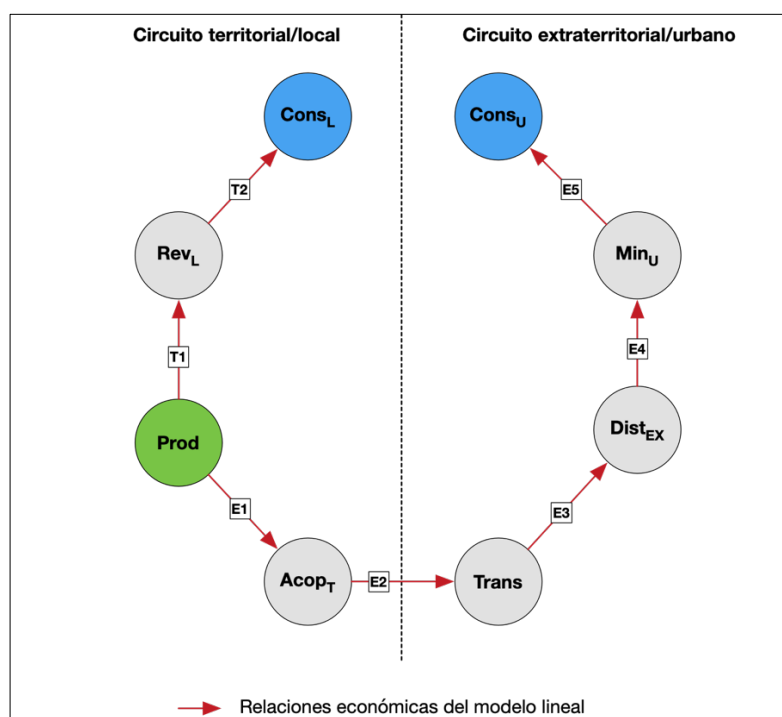 Circuito territorial/local
Circuito extraterritorial/urbano
ConsL
ConsU
T2
E5
RevL
MinU
T1
E4
Prod
DistEX
E1
E3
AcopT
E2
Trans
Relaciones económicas del modelo lineal